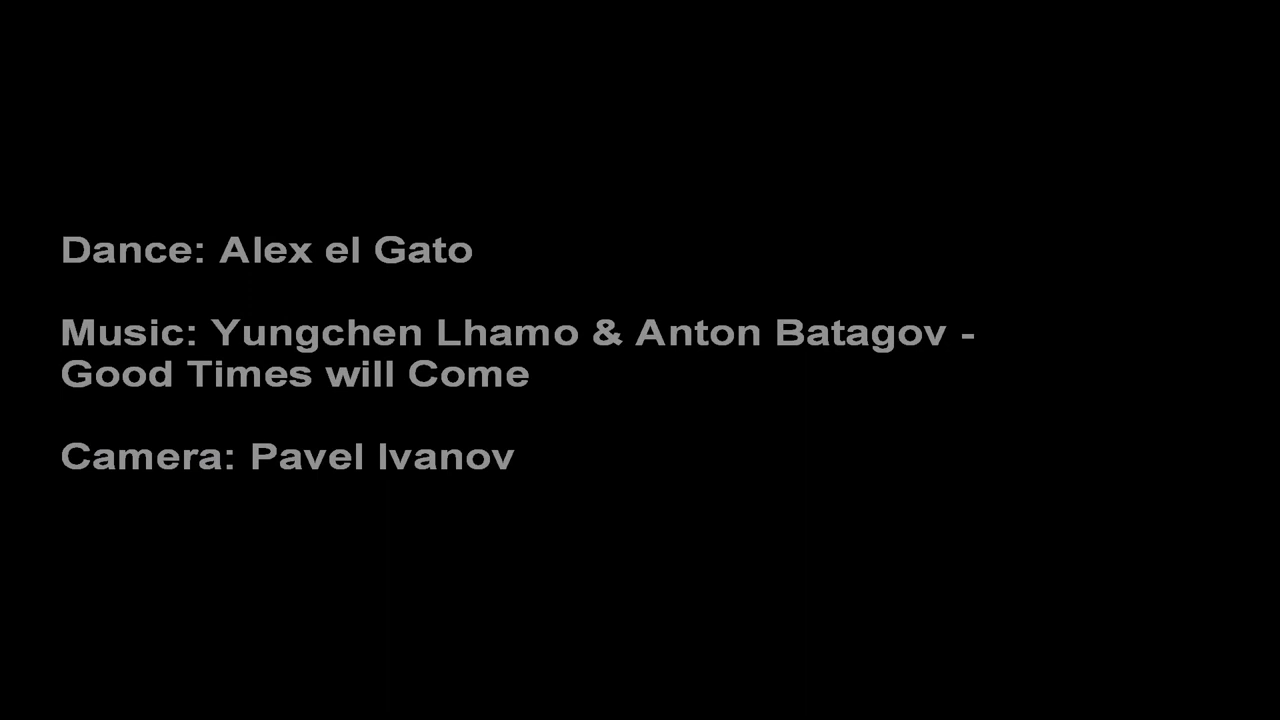 Dance: Alex el Gato
Music: Yungchen Lhamo & Anton Batagov -
Good Times will Come
Camera: Pavel Ivanov